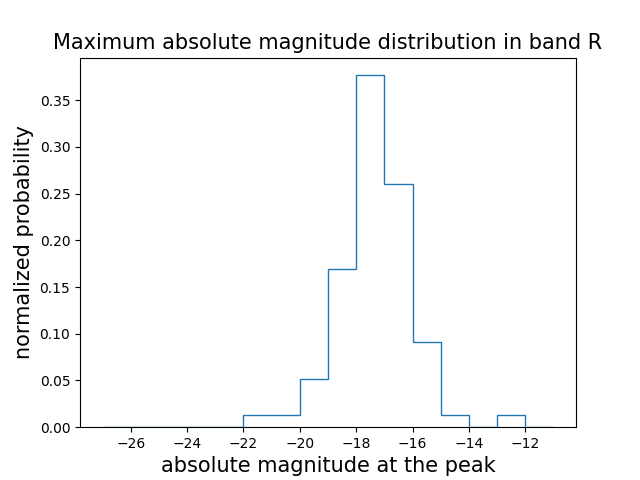 Maximum absolute magnitude distribution in band R
normalized probability
0.35
0.30
0.25
0.20
0.15
0.10
0.05
0.00
−26 −24 −22 −20 −18 −16 −14 −12
absolute magnitude at the peak